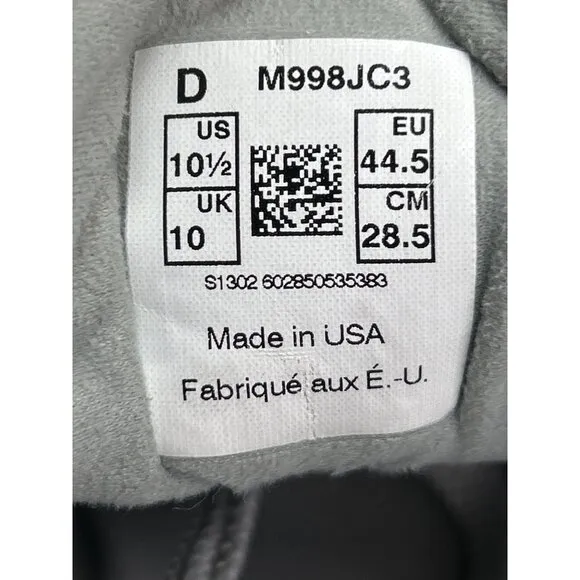 D M998JC3
US EU
10½ 44.5
UK CM
10 28.5
S1302 602850535383
Made in USA
Fabriqué aux É.-U.